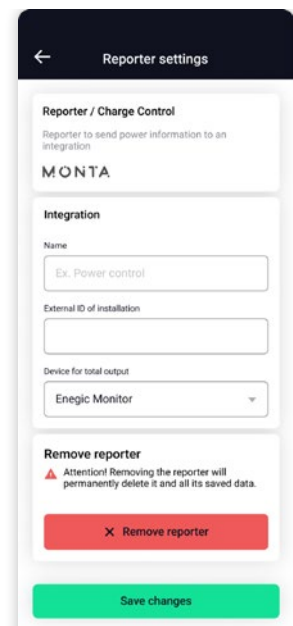 Reporter settings
Reporter / Charge Control
Reporter to send power information to an
integration
MONTA
Integration
Name
Ex. Power control
External ID of installation
Device for total output
Enegic Monitor
Remove reporter
Attention! Removing the reporter will
permanently delete it and all its saved data.
Remove reporter
Save changes